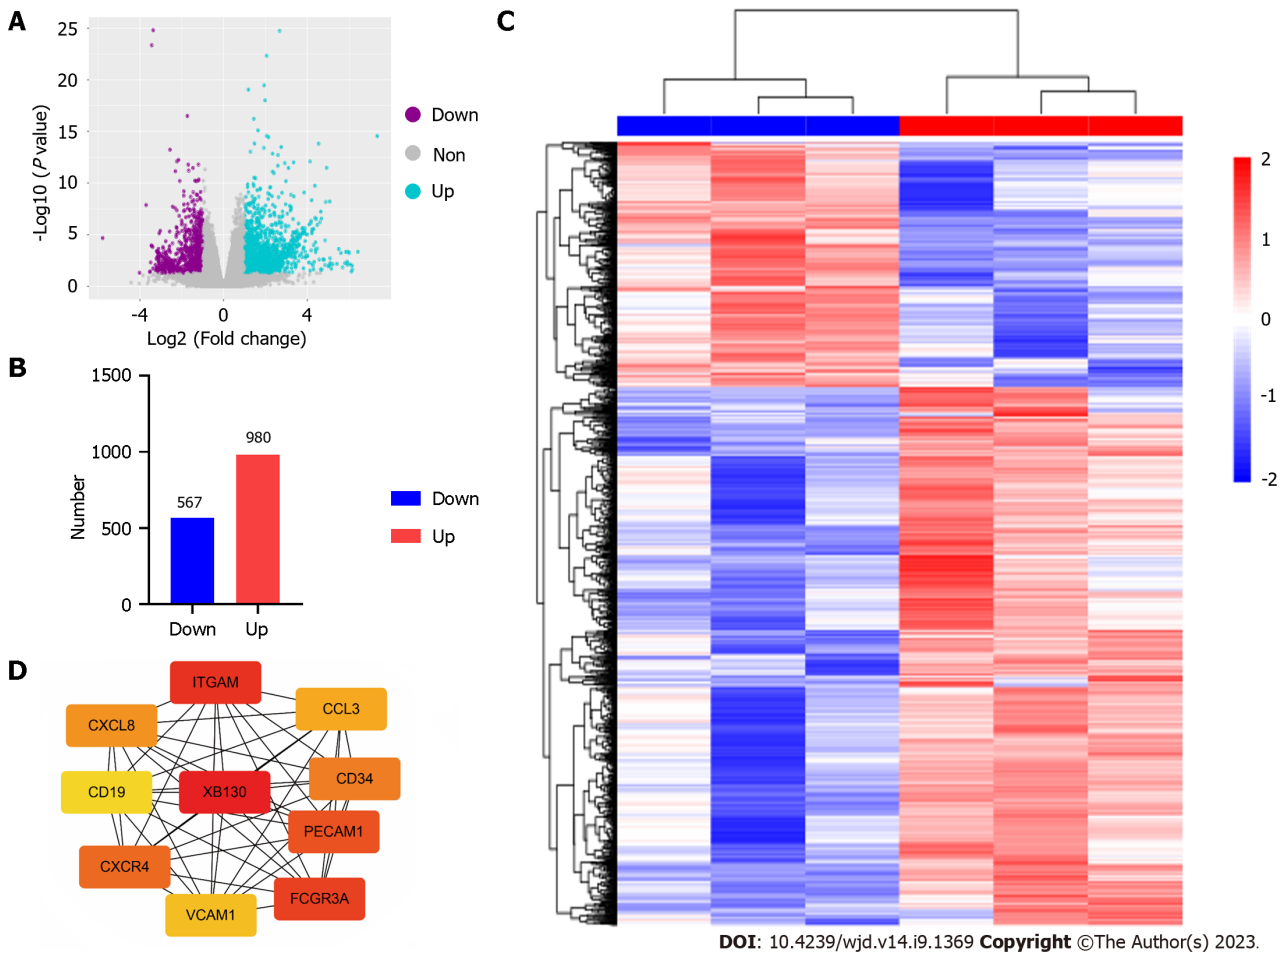 A
25
20
15
10
5
0
-Log10 (P value)
-4
0
4
Log2 (Fold change)
Down
Non
Up
B
1500
1000
500
0
Number
567
980
Down
Up
Down
Up
C
2
1
0
-1
-2
D
ITGAM
CCL3
CXCL8
CD34
CD19
XB130
PECAM1
CXCR4
FCGR3A
VCAM1
DOI: 10.4239/wjd.v14.i9.1369 Copyright ©The Author(s) 2023.